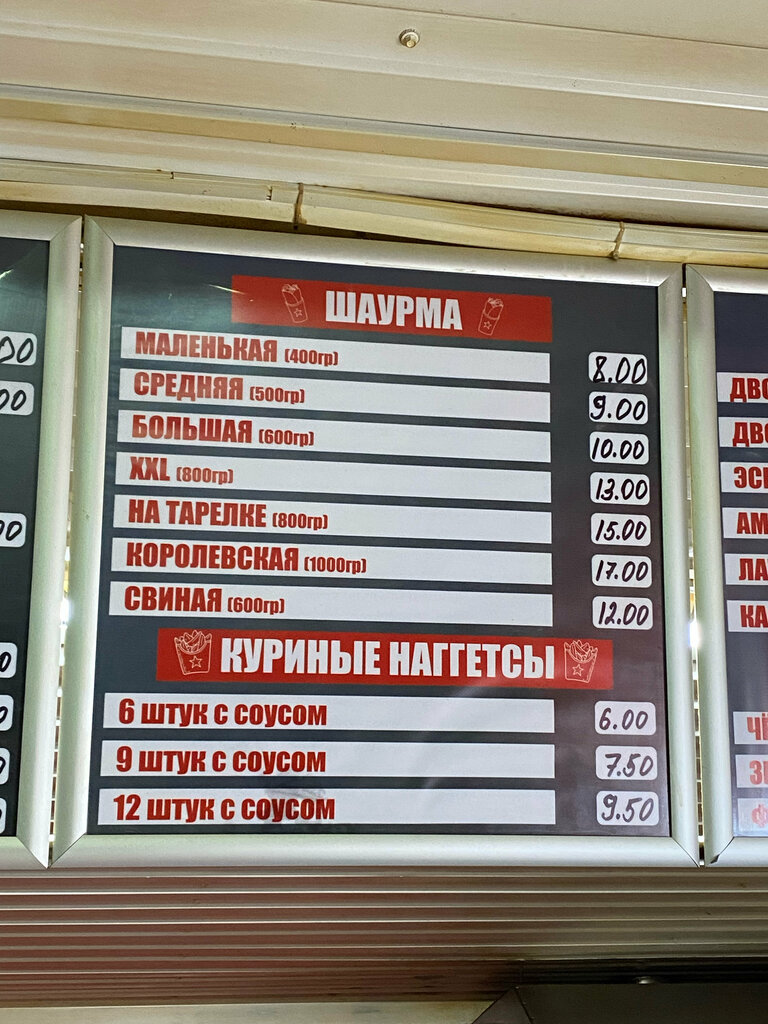 ШАУРМА
МАЛЕНЬКАЯ (400гр) 8.00
СРЕДНЯЯ (500гр) 9.00
БОЛЬШАЯ (600гр) 10.00
XXL (800гр) 13.00
НА ТАРЕЛКЕ (800гр) 15.00
КОРОЛЕВСКАЯ (1000гр) 17.00
СВИНАЯ (600гр) 12.00
КУРИНЫЕ НАГГЕТСЫ
6 ШТУК С СОУСОМ 6.00
9 ШТУК С СОУСОМ 7.50
12 ШТУК С СОУСОМ 9.50